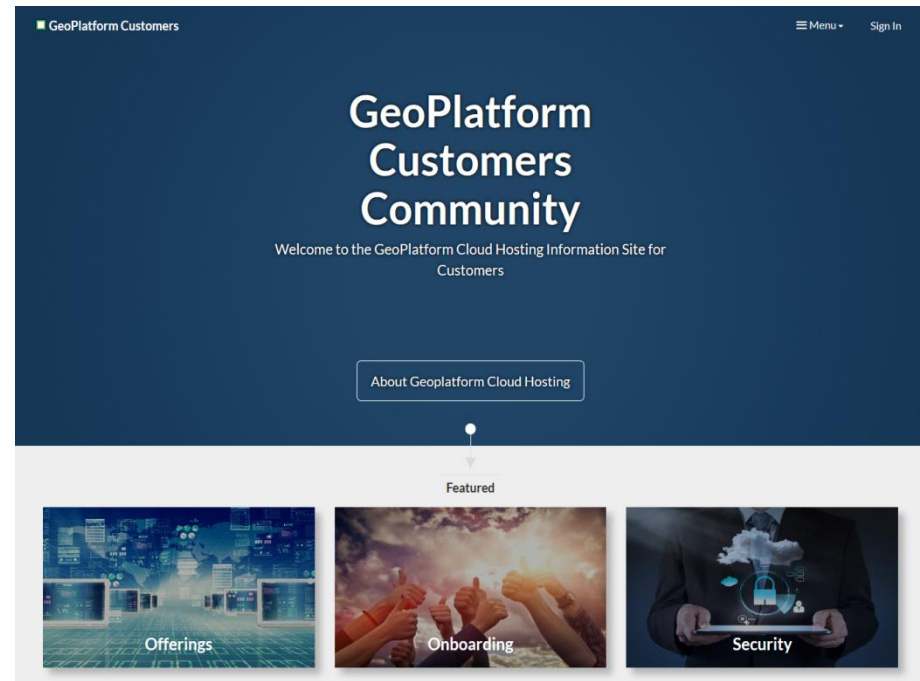 GeoPlatform Customers
Menu
Sign In
GeoPlatform
Customers
Community
Welcome to the GeoPlatform Cloud Hosting Information Site for
Customers
About Geoplatform Cloud Hosting
Featured
Offerings
Onboarding
Security